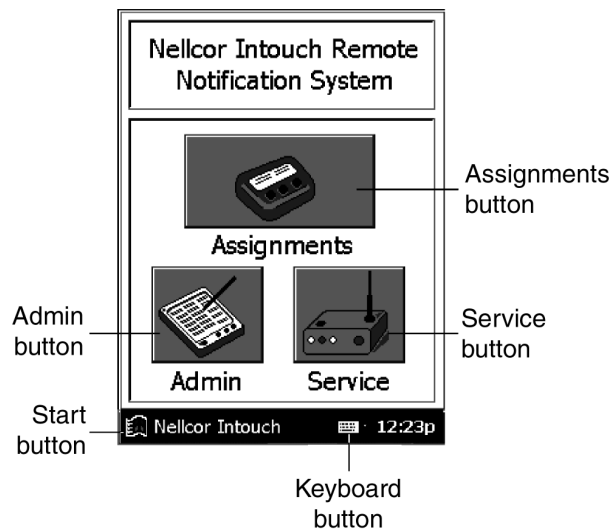 Nellcor Intouch Remote
Notification System
Assignments
button
Assignments
Admin
button
Service
button
Admin
Service
Start
button
Nellcor Intouch
12:23p
Keyboard
button